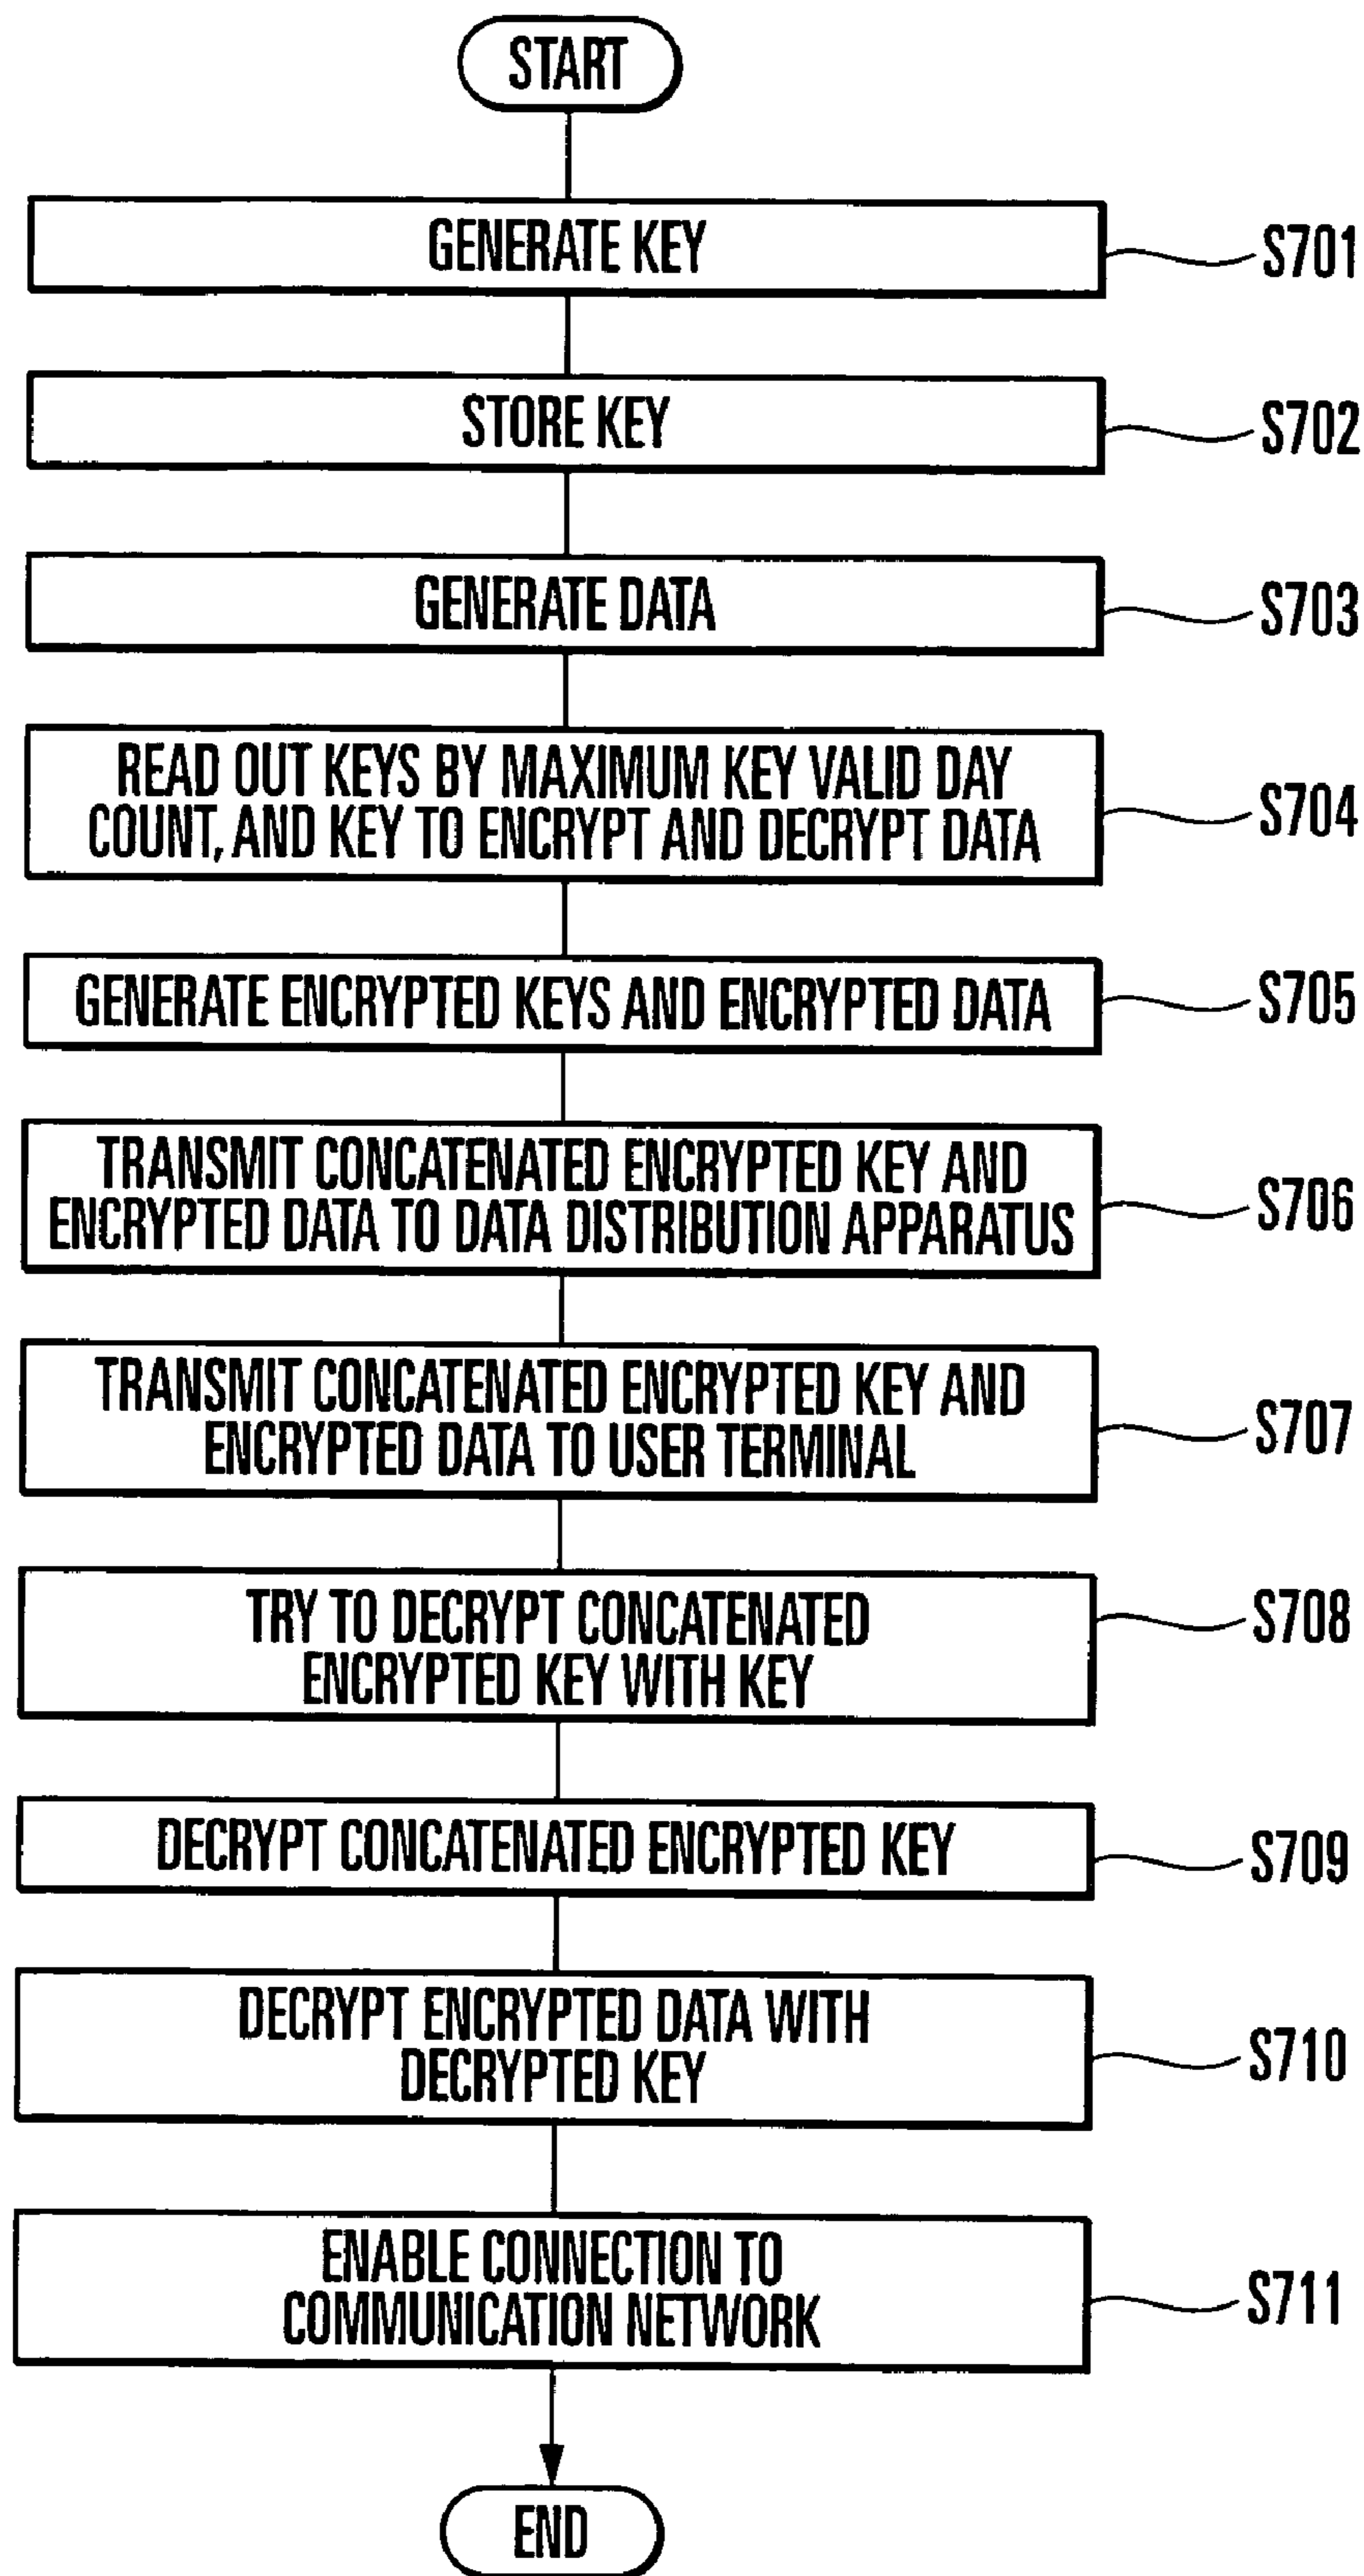 START
GENERATE KEY
S701
STORE KEY
S702
GENERATE DATA
S703
READ OUT KEYS BY MAXIMUM KEY VALID DAY
COUNT, AND KEY TO ENCRYPT AND DECRYPT DATA
S704
GENERATE ENCRYPTED KEYS AND ENCRYPTED DATA
S705
TRANSMIT CONCATENATED ENCRYPTED KEY AND
ENCRYPTED DATA TO DATA DISTRIBUTION APPARATUS
S706
TRANSMIT CONCATENATED ENCRYPTED KEY AND
ENCRYPTED DATA TO USER TERMINAL
S707
TRY TO DECRYPT CONCATENATED
ENCRYPTED KEY WITH KEY
S708
DECRYPT CONCATENATED ENCRYPTED KEY
S709
DECRYPT ENCRYPTED DATA WITH
DECRYPTED KEY
S710
ENABLE CONNECTION TO
COMMUNICATION NETWORK
S711
END